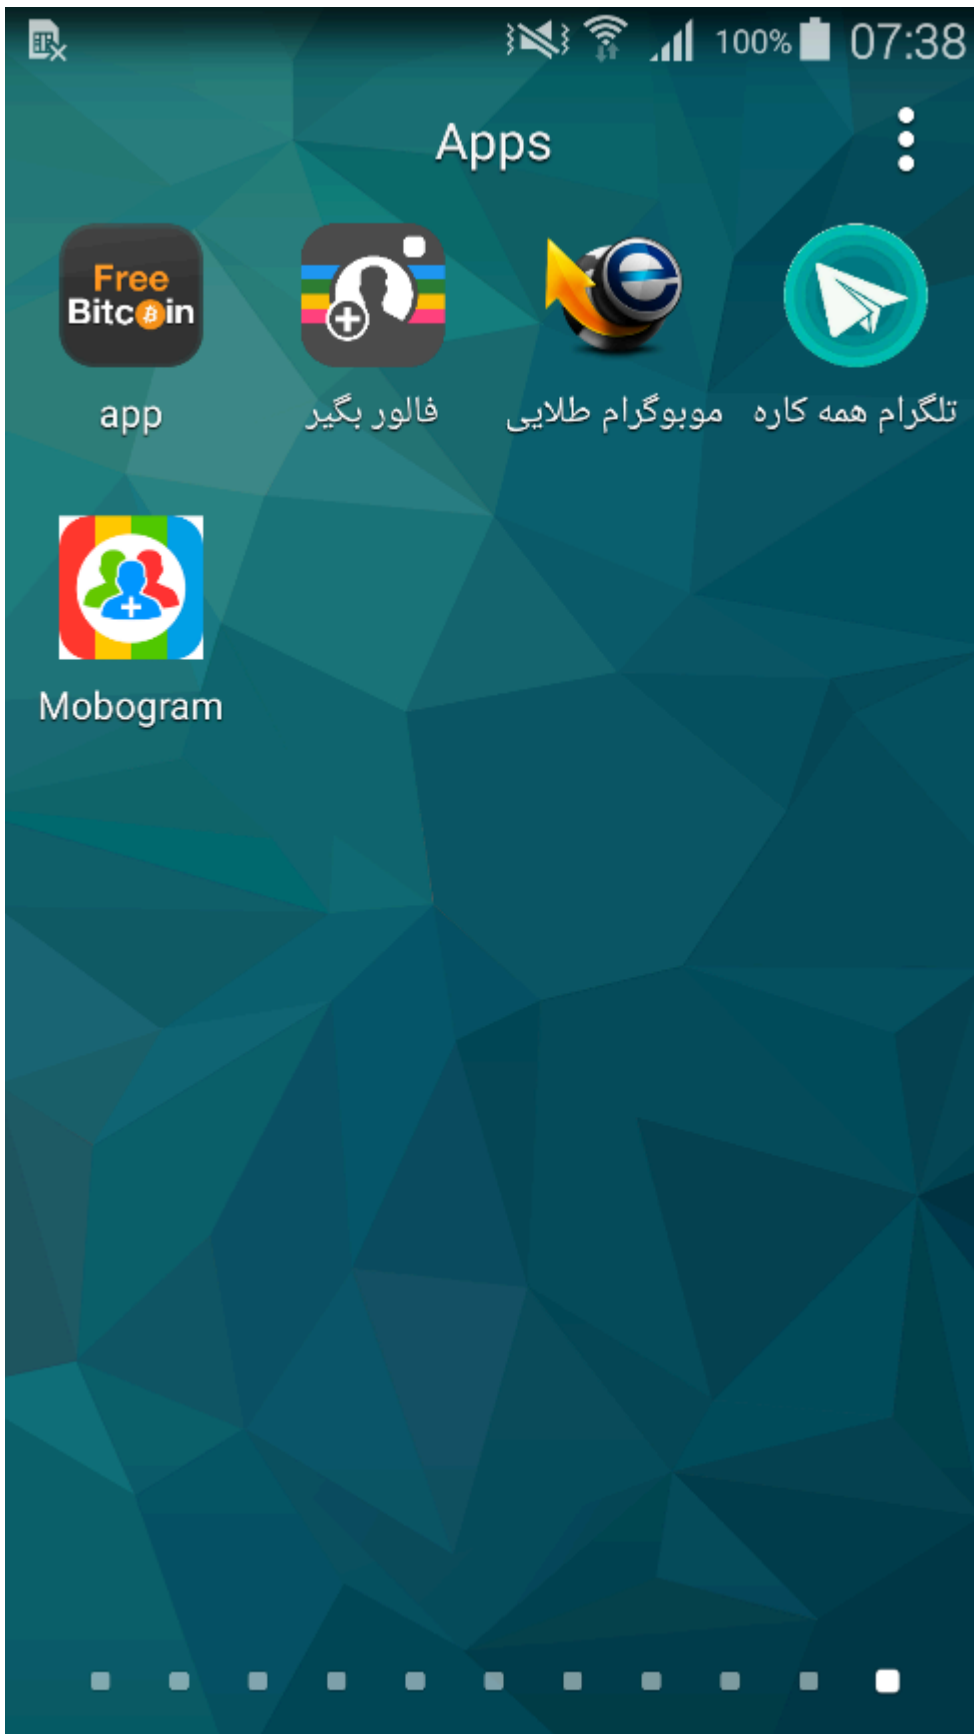 100% 07:38
Apps
Free
Bitcoin
app
فالور بگیر
موبوگرام طلایی
تلگرام همه کاره
Mobogram